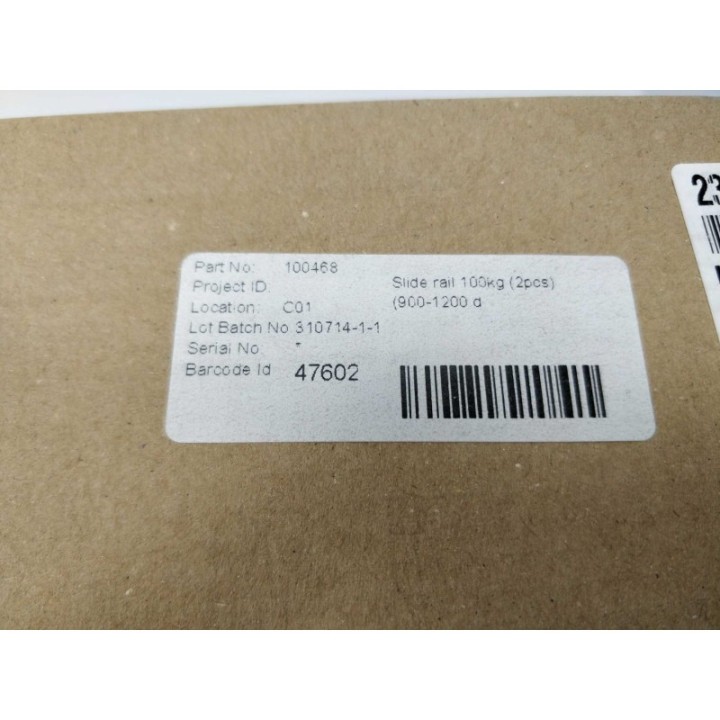 Part No: 100468
Project ID:
Location: C01
Lot Batch No 310714-1-1
Serial No: *
Barcode Id 47602
Slide rail 100kg (2pcs)
(900-1200 d
23